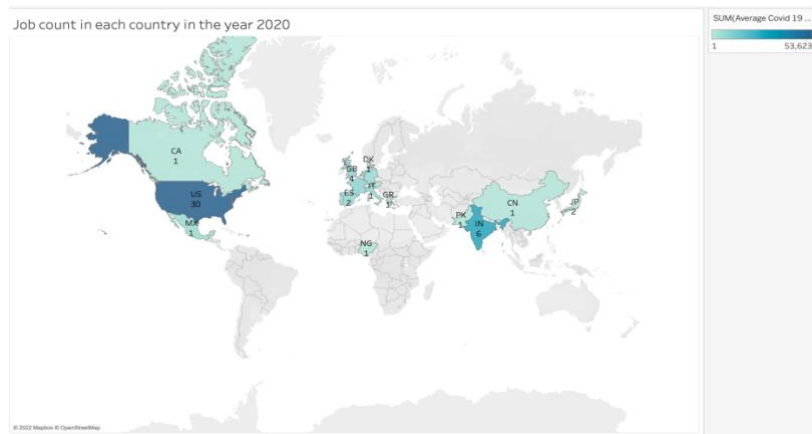 Job count in each country in the year 2020
SUM(Average Covid 19 ...
1 53,623
CA
1
US
30
MX
1
DK
1
GB
4
IT
1
ES
2
GR
1
NG
1
PK
1
IN
6
CN
1
JP
2
© 2022 Mapbox © OpenStreetMap